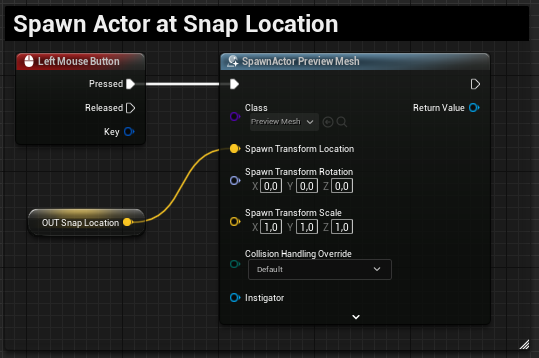 Spawn Actor at Snap Location
Left Mouse Button
Pressed
Released
Key
OUT Snap Location
SpawnActor Preview Mesh
Class
Preview Mesh
Return Value
Spawn Transform Location
Spawn Transform Rotation
X 0,0 Y 0,0 Z 0,0
Spawn Transform Scale
X 1,0 Y 1,0 Z 1,0
Collision Handling Override
Default
Instigator